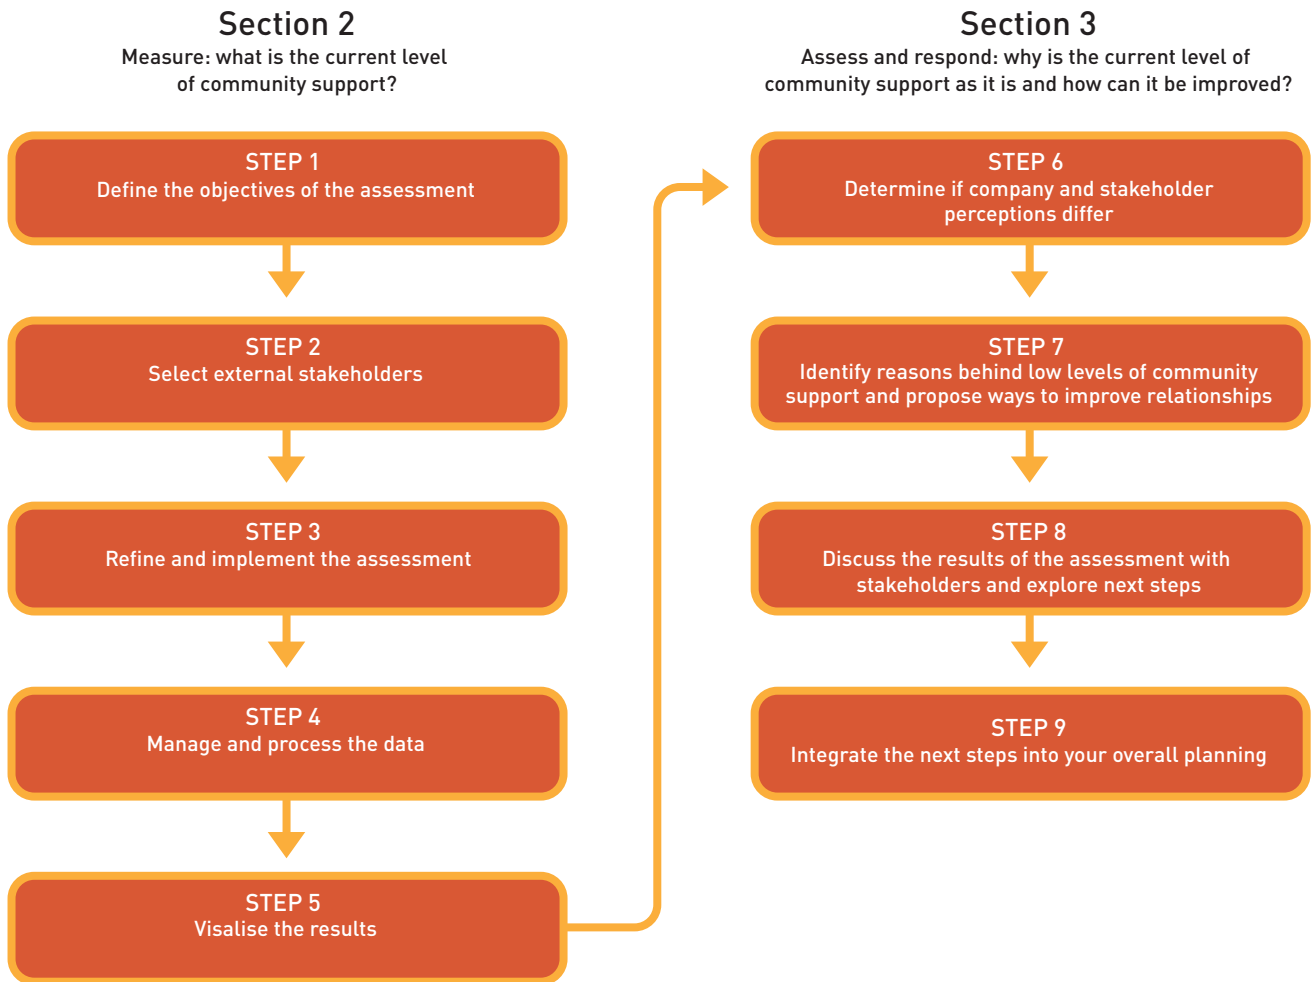 Section 2
Measure: what is the current level
of community support?
STEP 1
Define the objectives of the assessment
STEP 2
Select external stakeholders
STEP 3
Refine and implement the assessment
STEP 4
Manage and process the data
STEP 5
Visalise the results
Section 3
Assess and respond: why is the current level of
community support as it is and how can it be improved?
STEP 6
Determine if company and stakeholder
perceptions differ
STEP 7
Identify reasons behind low levels of community
support and propose ways to improve relationships
STEP 8
Discuss the results of the assessment with
stakeholders and explore next steps
STEP 9
Integrate the next steps into your overall planning